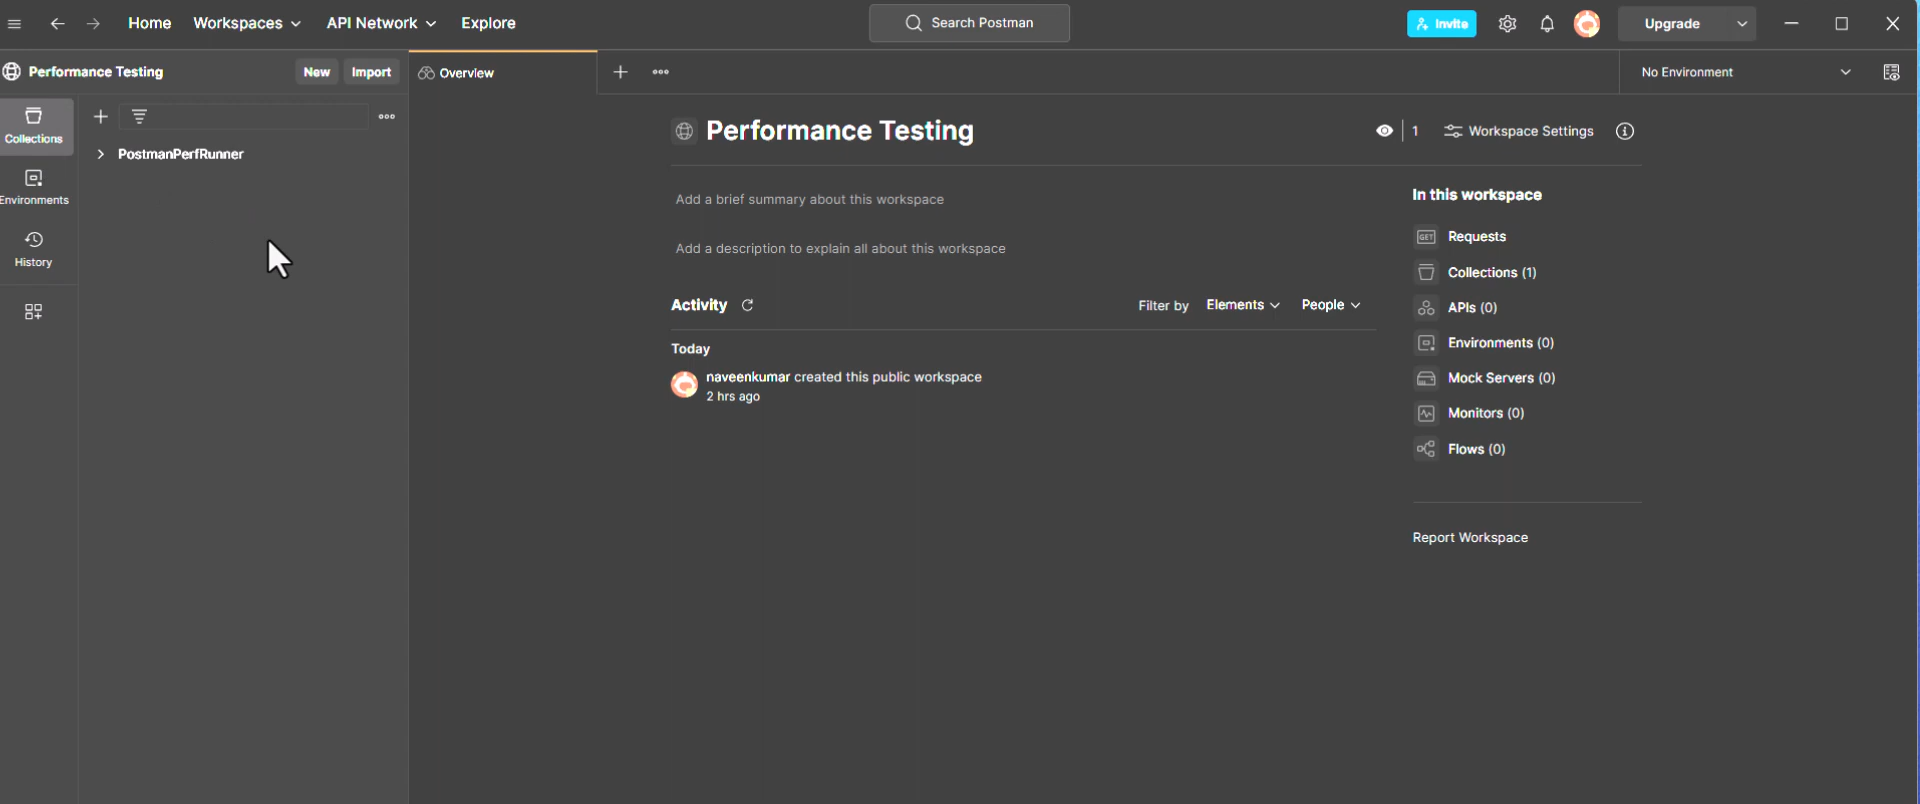 Home Workspaces API Network Explore Search Postman Invite Upgrade
Performance Testing New Import Overview No Environment
Collections
PostmanPerfRunner
Environments
History
Performance Testing 1 Workspace Settings
Add a brief summary about this workspace
Add a description to explain all about this workspace
Activity Filter by Elements People
Today
naveenkumar created this public workspace
2 hrs ago
In this workspace
GET Requests
Collections (1)
APIs (0)
Environments (0)
Mock Servers (0)
Monitors (0)
Flows (0)
Report Workspace